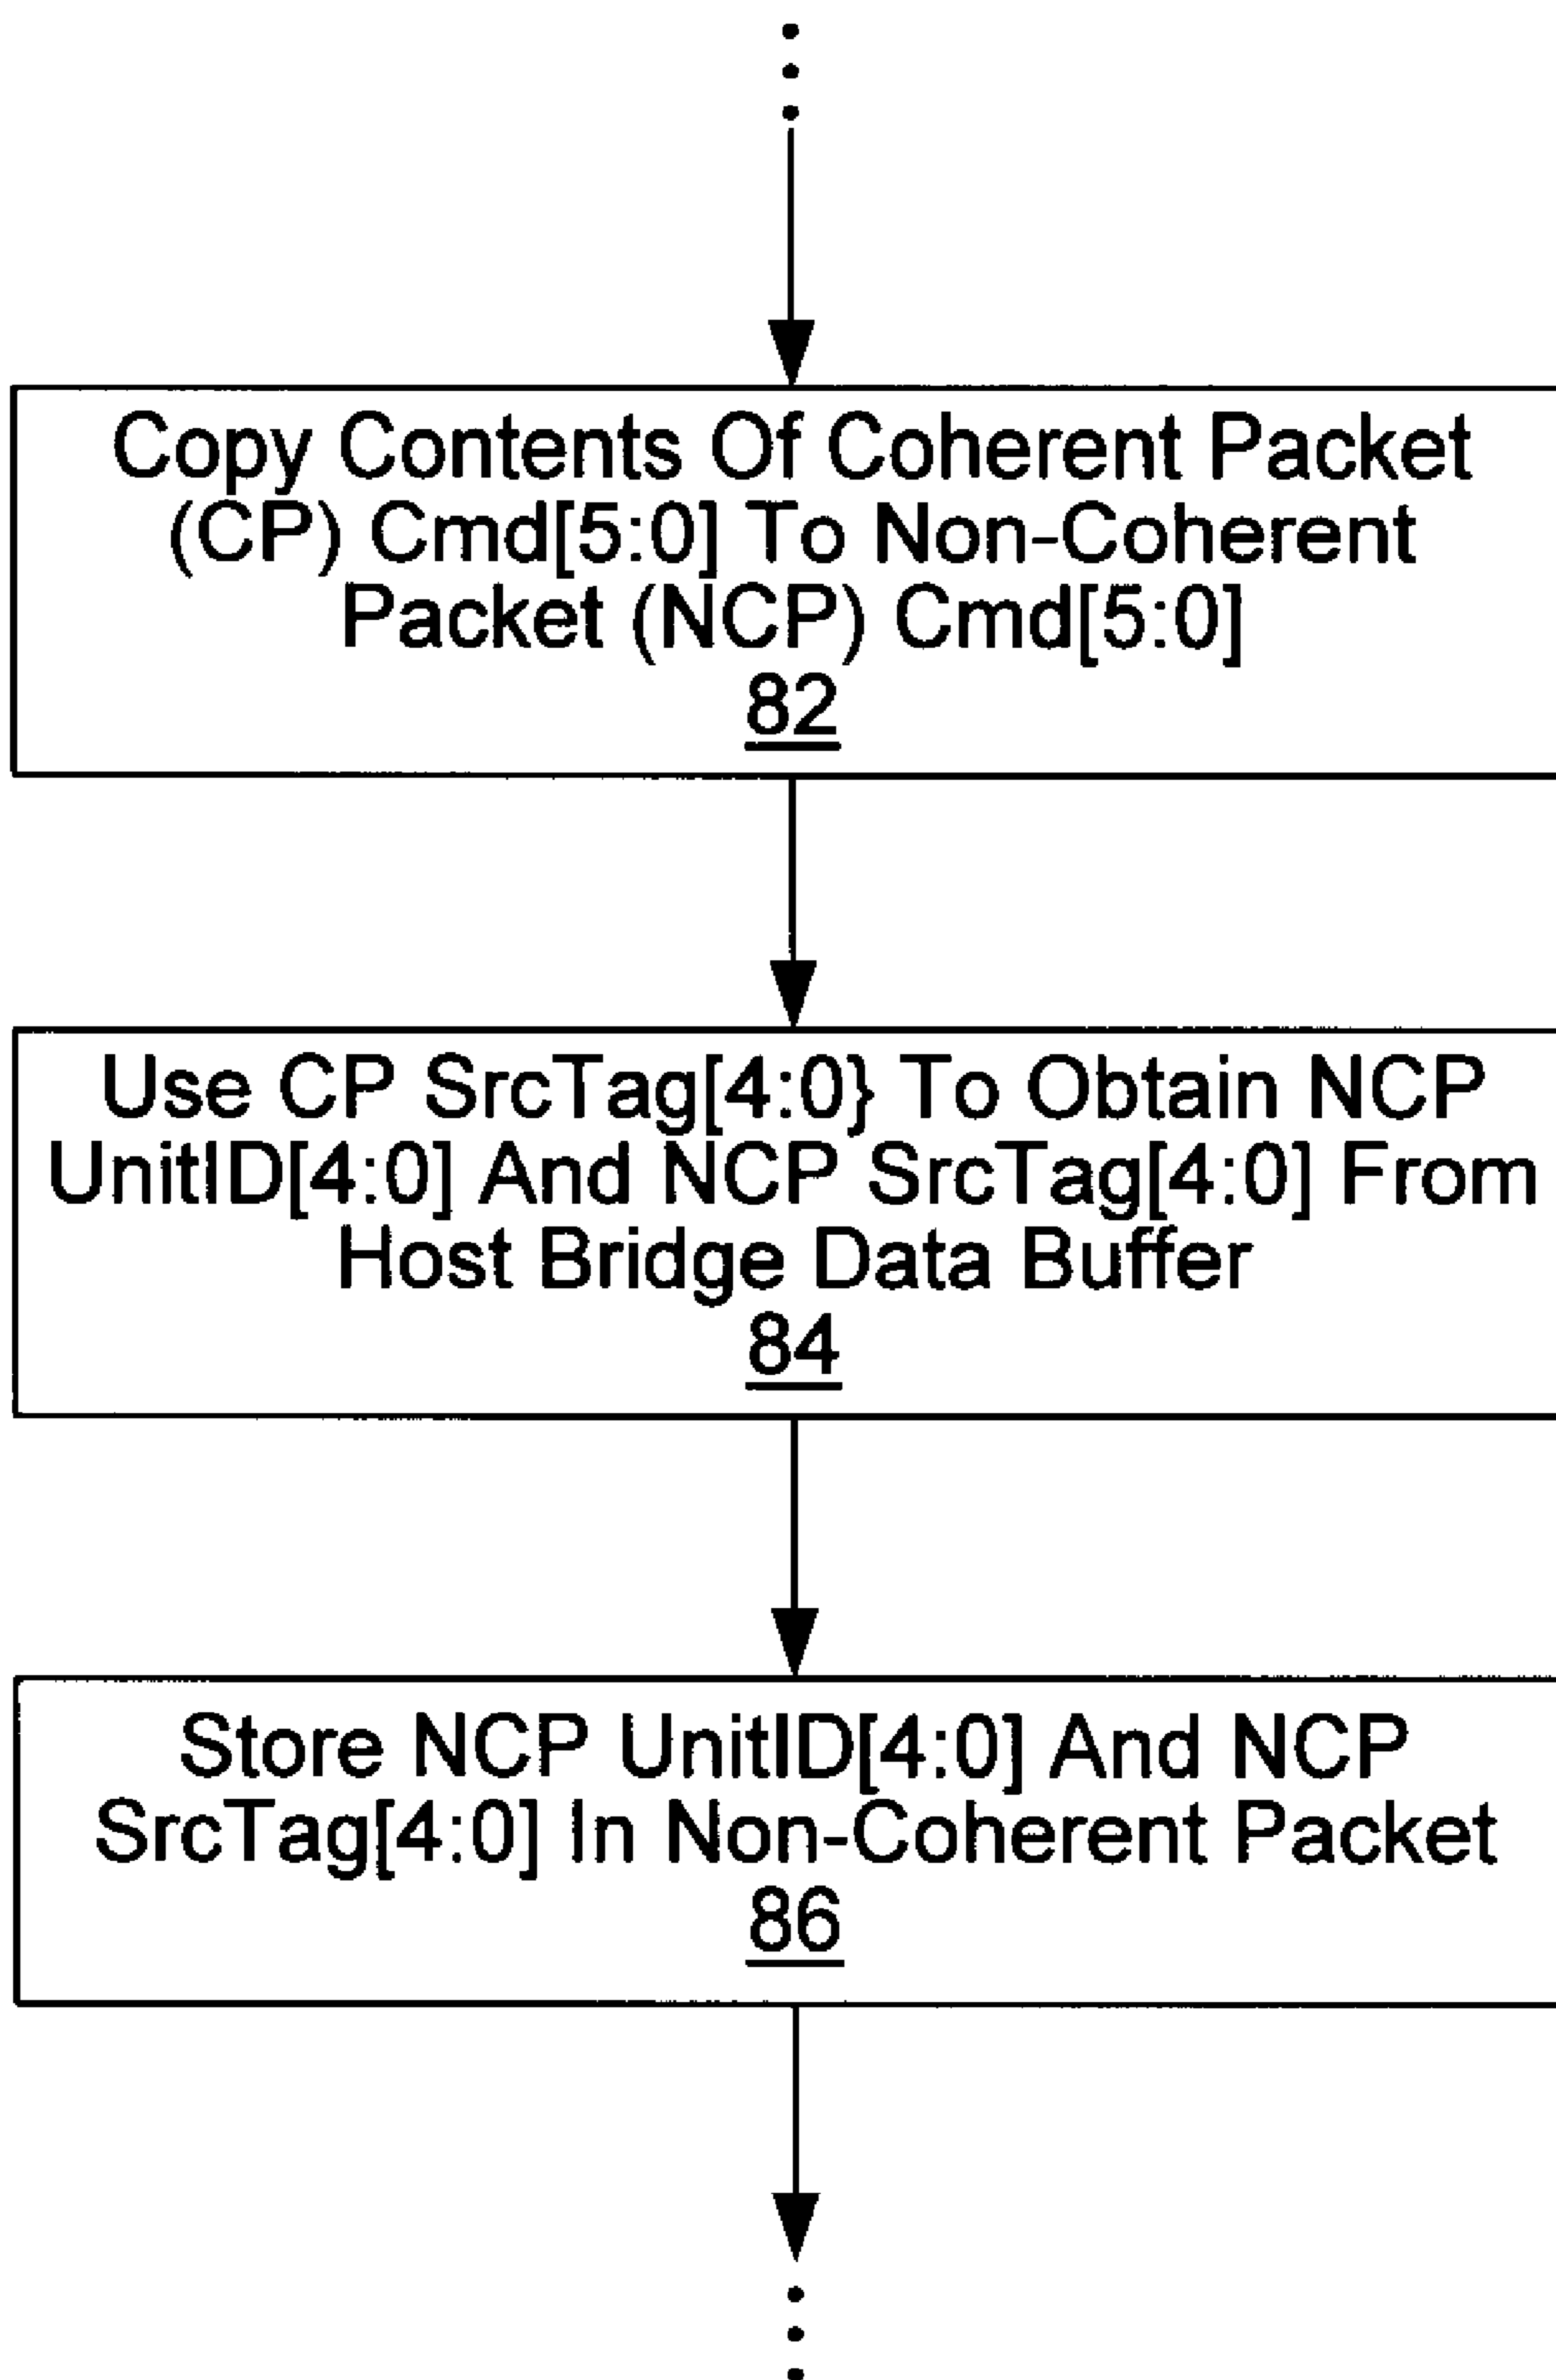 Copy Contents Of Coherent Packet
(CP) Cmd[5:0] To Non-Coherent
Packet (NCP) Cmd[5:0]
82
Use CP SrcTag[4:0} To Obtain NCP
UnitID[4:0] And NCP SrcTag[4:0] From
Host Bridge Data Buffer
84
Store NCP UnitID[4:0] And NCP
SrcTag[4:0] In Non-Coherent Packet
86